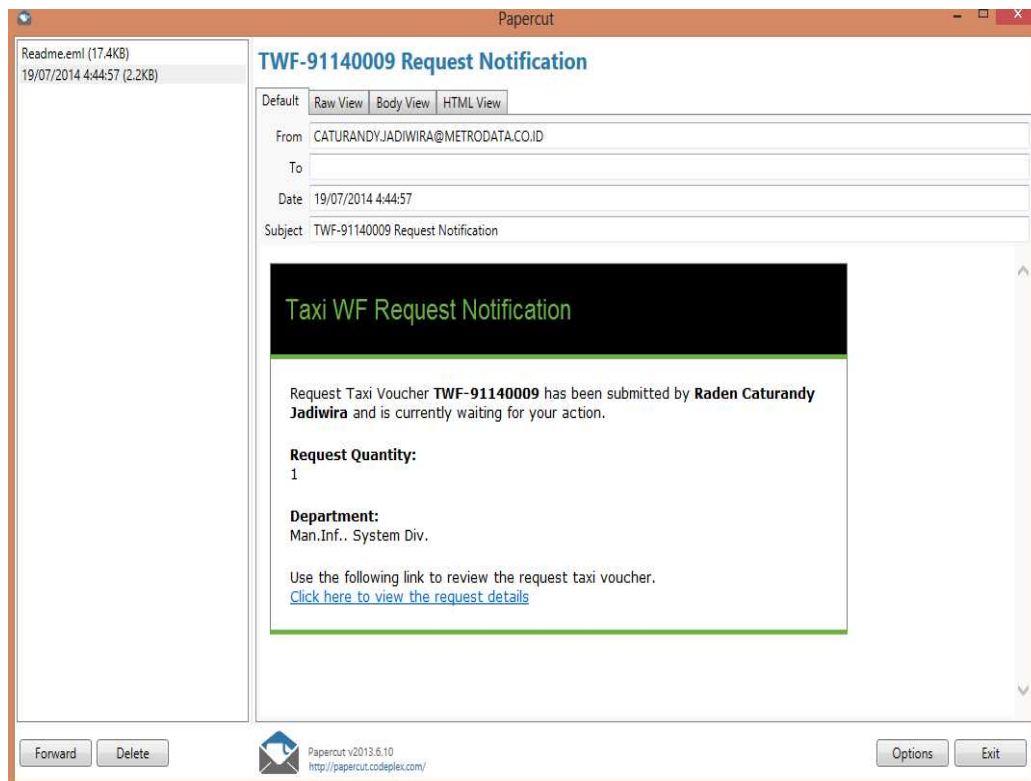 Papercut
Readme.eml (17.4KB)
19/07/2014 4:44:57 (2.2KB)
TWF-91140009 Request Notification
Default Raw View Body View HTML View
From CATURANDY.JADIWIRA@METRODATA.CO.ID
To
Date 19/07/2014 4:44:57
Subject TWF-91140009 Request Notification
Taxi WF Request Notification
Request Taxi Voucher TWF-91140009 has been submitted by Raden Caturandy
Jadiwira and is currently waiting for your action.
Request Quantity:
1
Department:
Man.Inf.. System Div.
Use the following link to review the request taxi voucher.
Click here to view the request details
Forward Delete
Papercut v2013.6.10
http://papercut.codeplex.com/
Options Exit